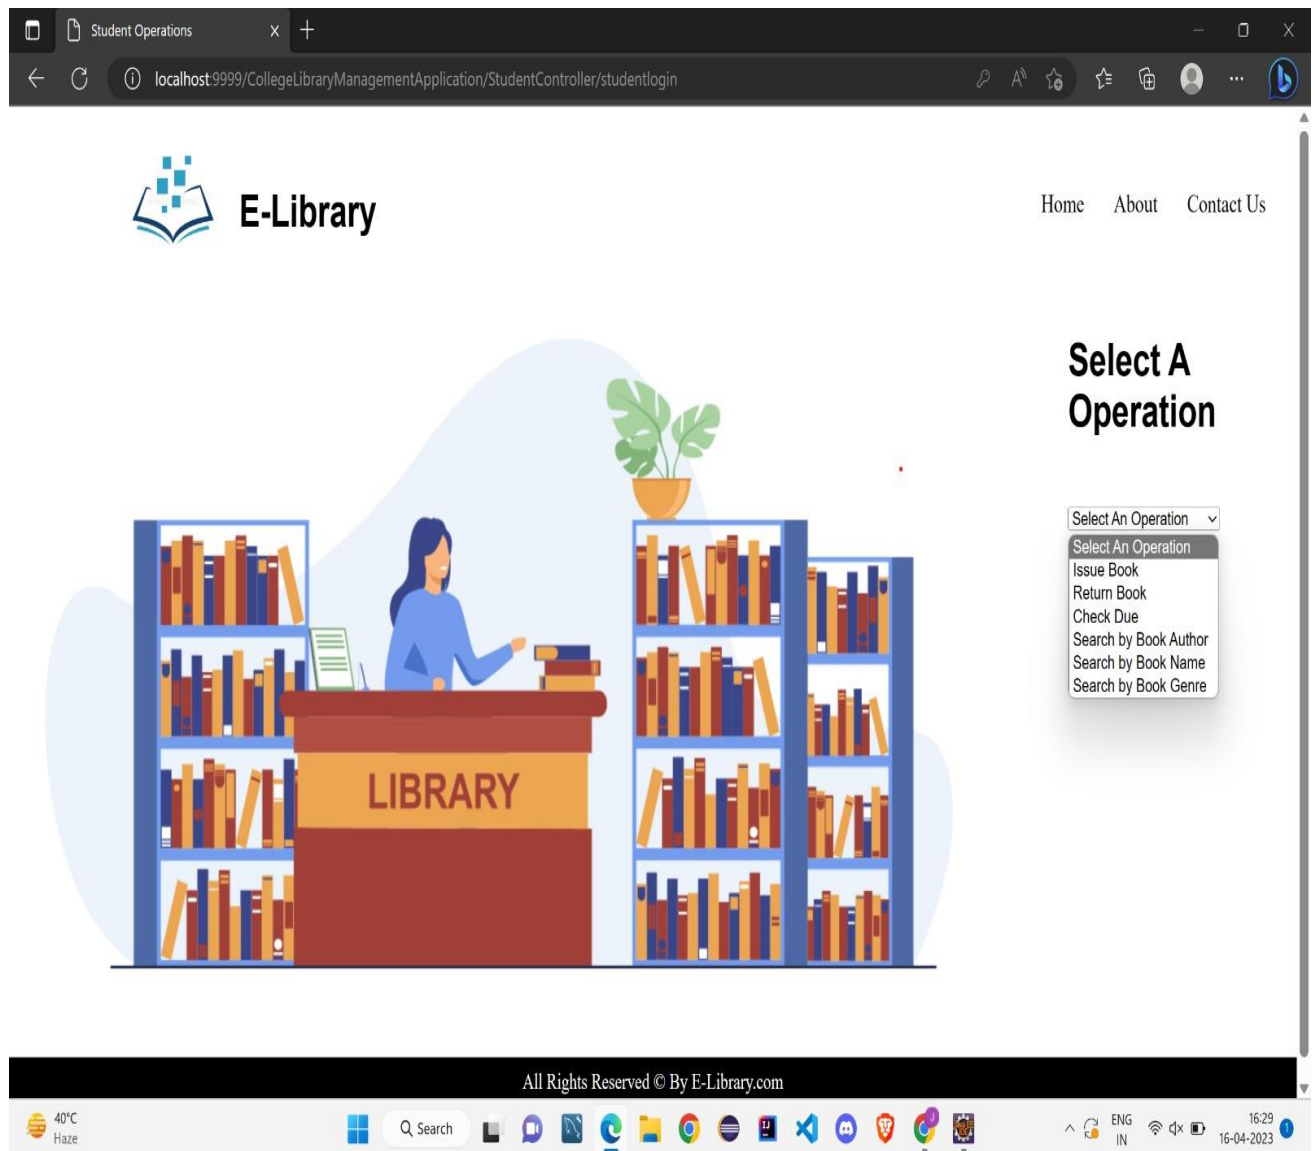 Student Operations
localhost:9999/CollegeLibraryManagementApplication/StudentController/studentlogin
E-Library
Home About Contact Us
Select A
Operation
Select An Operation
Select An Operation
Issue Book
Return Book
Check Due
Search by Book Author
Search by Book Name
Search by Book Genre
LIBRARY
All Rights Reserved © By E-Library.com
40°C
Haze
Search
ENG
IN
16:29
16-04-2023
1